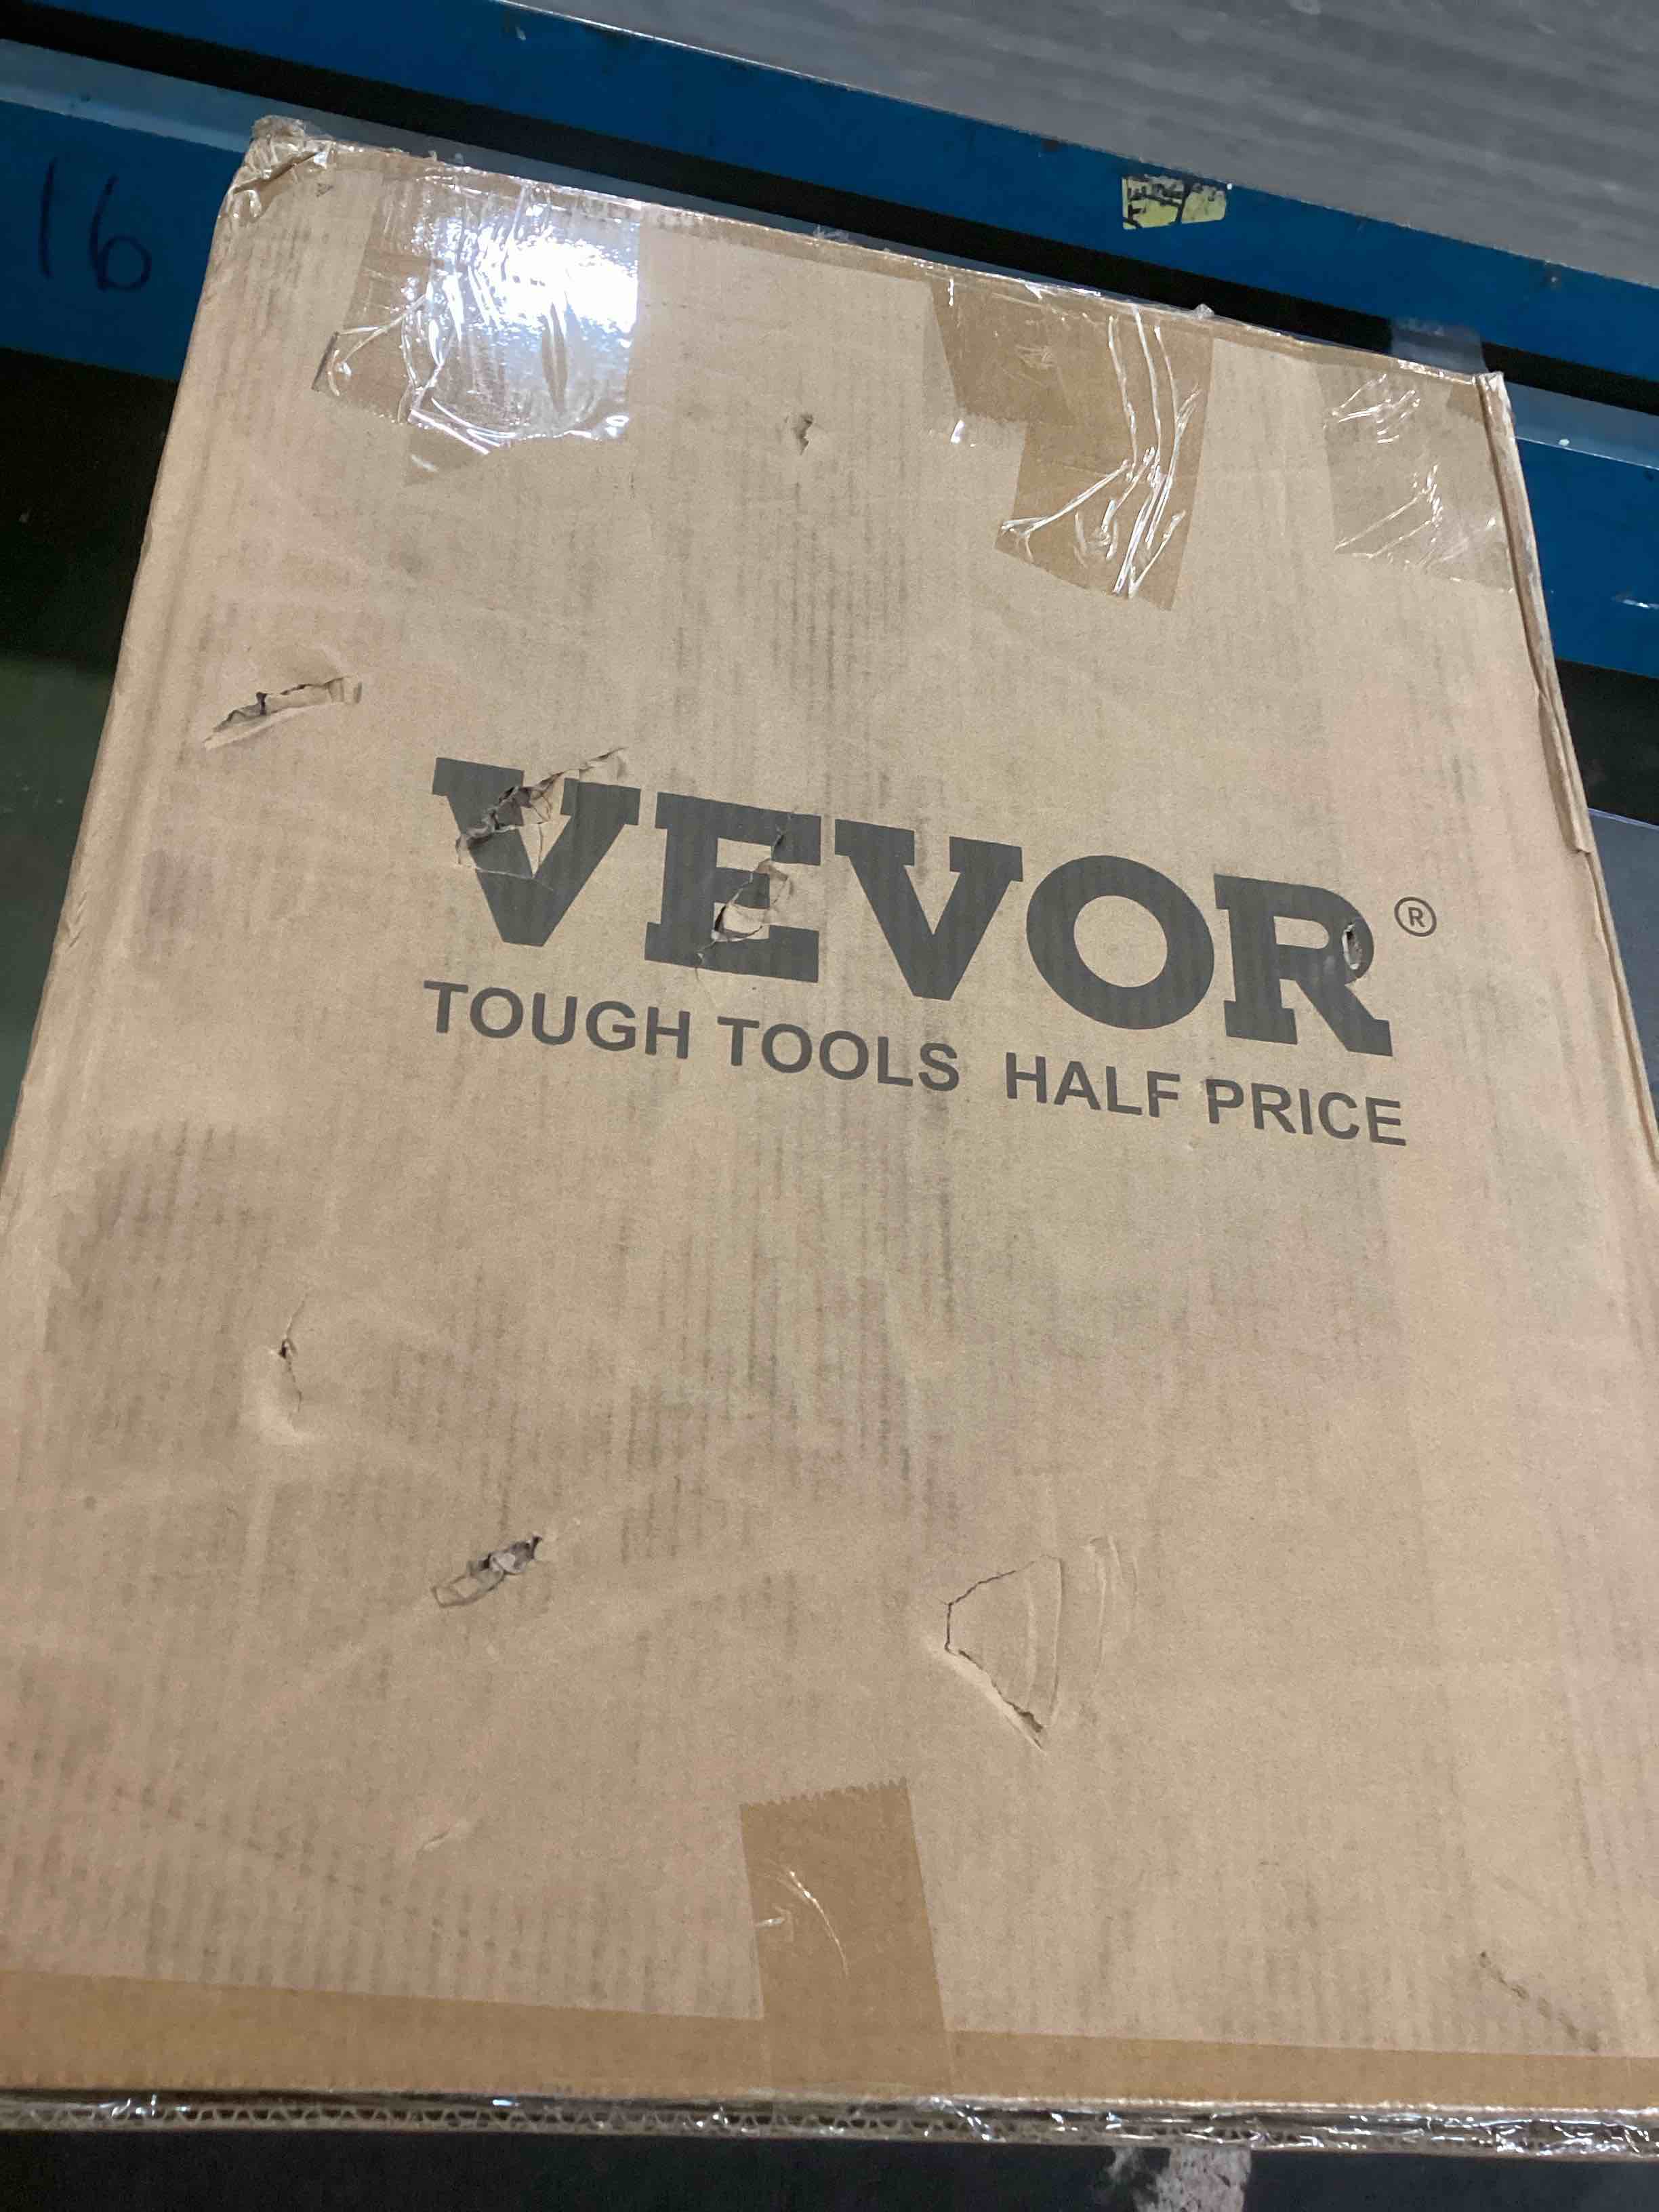 16
VEVOR®
TOUGH TOOLS HALF PRICE